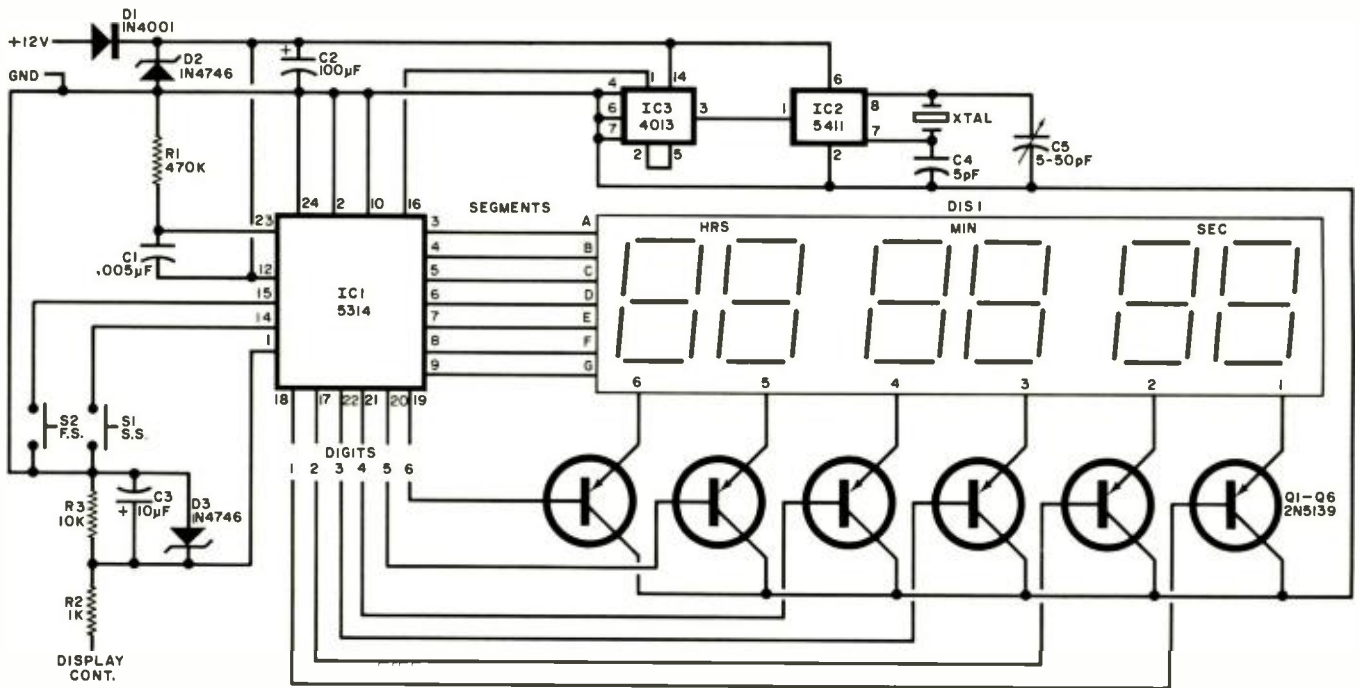 D1
1N4001
+12V
D2
1N4746
+
C2
100µF
GND
R1
470K
C1
.005µF
4
1
14
6
7
IC3
4013
3
2
5
1
6
IC2
5411
8
7
2
XTAL
C4
5pF
C5
5-50pF
24
2
10
16
23
12
15
14
1
IC1
5314
3
4
5
6
7
8
9
SEGMENTS
A
B
C
D
E
F
G
DIS1
HRS
MIN
SEC
6
5
4
3
2
1
18
17
22
21
20
19
DIGITS
1
2
3
4
5
6
S2
F.S.
S1
S.S.
R3
10K
C3
+
10µF
D3
1N4746
R2
1K
DISPLAY
CONT.
Q1-Q6
2N5139